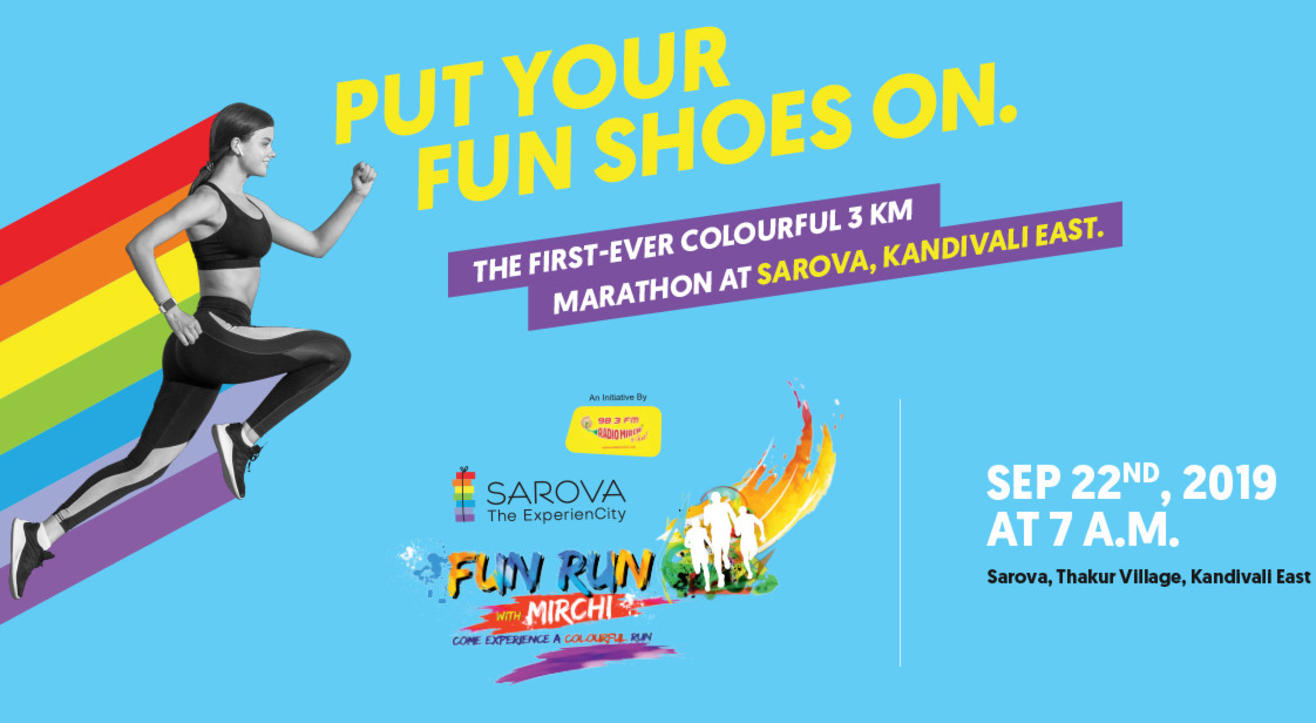 PUT YOUR
FUN SHOES ON.
THE FIRST-EVER COLOURFUL 3 KM
MARATHON AT SAROVA, KANDIVALI EAST.
An Initiative By
98.3 FM
RADIO MIRCHI
SAROVA
The ExperienCity
FUN RUN
WITH MIRCHI
COME EXPERIENCE A COLOURFUL RUN
SEP 22ND, 2019
AT 7 A.M.
Sarova, Thakur Village, Kandivali East